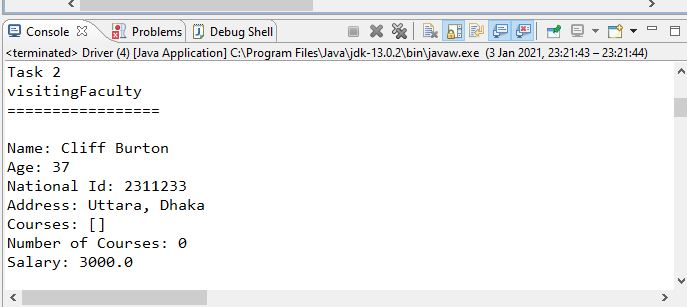 Console Problems Debug Shell
<terminated> Driver (4) [Java Application] C:\Program Files\Java\jdk-13.0.2\bin\javaw.exe (3 Jan 2021, 23:21:43 – 23:21:44)
Task 2
visitingFaculty
=================
Name: Cliff Burton
Age: 37
National Id: 2311233
Address: Uttara, Dhaka
Courses: []
Number of Courses: 0
Salary: 3000.0